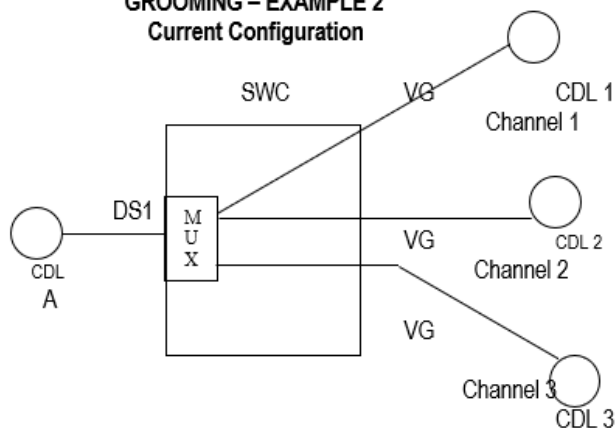 GROOMING – EXAMPLE 2
Current Configuration
SWC
VG
CDL 1
Channel 1
DS1
M
U
X
CDL
A
VG
CDL 2
Channel 2
VG
Channel 3
CDL 3